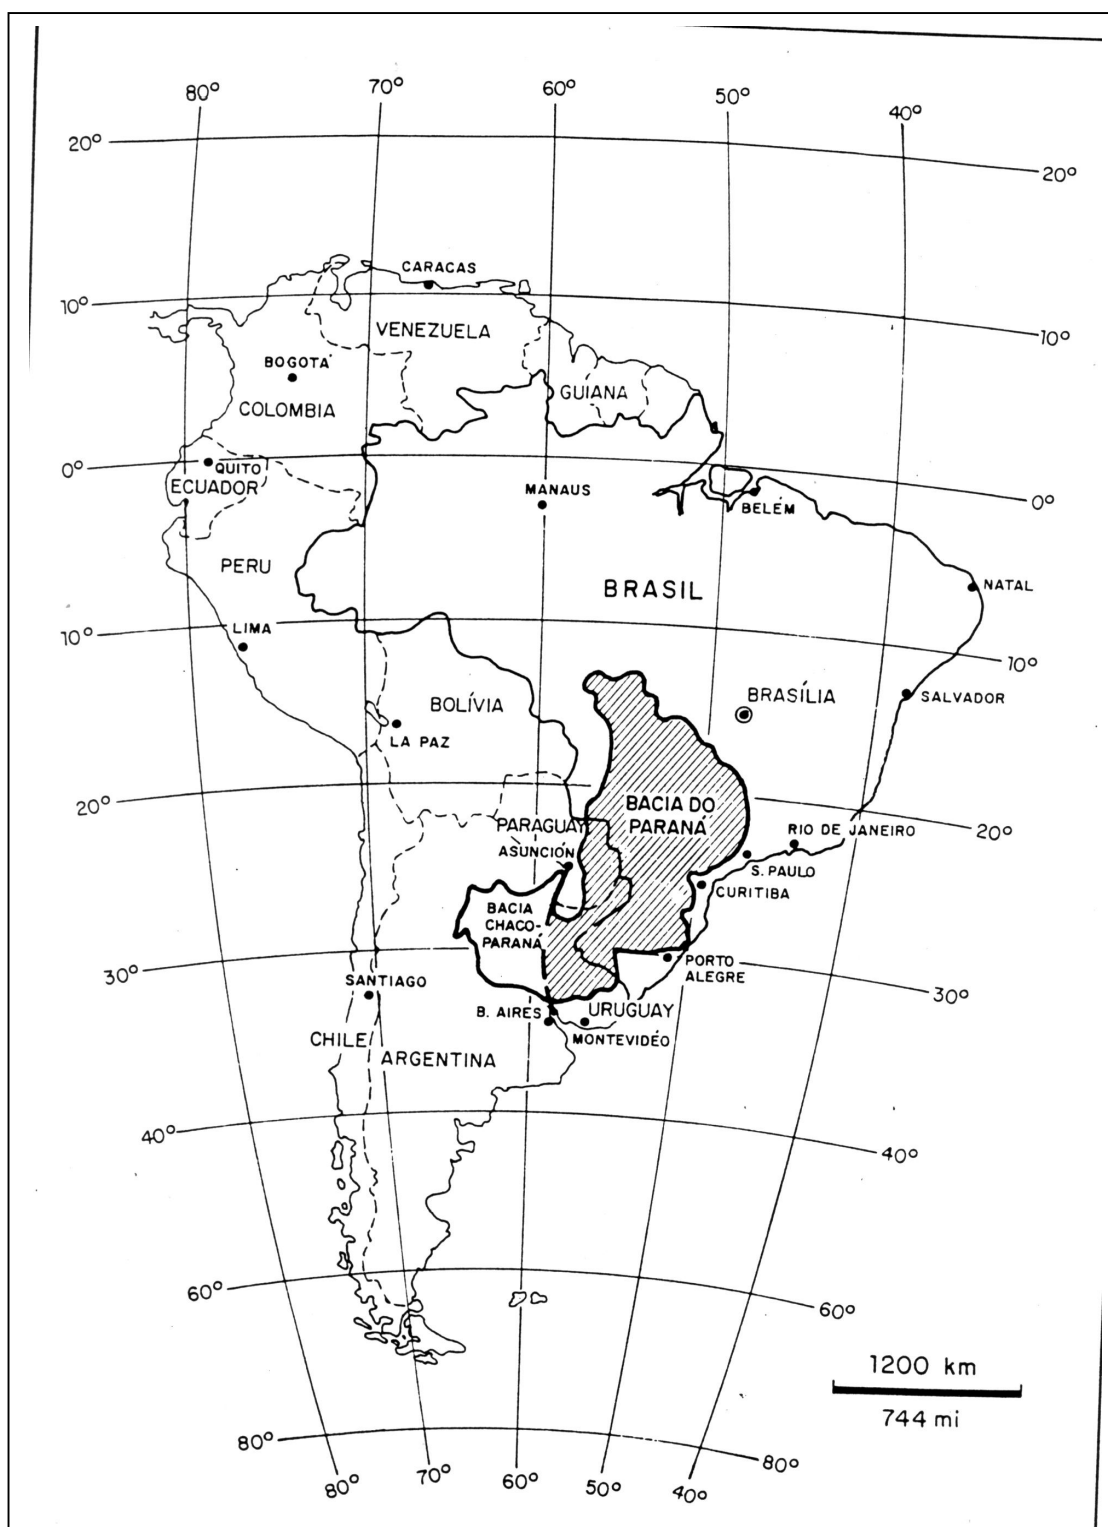 80°
70°
60°
50°
40°
20°
20°
CARACAS
10°
VENEZUELA
10°
BOGOTÁ
GUIANA
COLOMBIA
0°
QUITO
ECUADOR
MANAUS
BELÉM
0°
PERU
BRASIL
NATAL
10°
LIMA
10°
BOLÍVIA
BRASÍLIA
SALVADOR
LA PAZ
20°
BACIA DO
PARANÁ
PARAGUAY
RIO DE JANEIRO
20°
ASUNCIÓN
S. PAULO
CURITIBA
BACIA
CHACO-
PARANÁ
30°
SANTIAGO
PORTO
ALEGRE
30°
B. AIRES
URUGUAY
MONTEVIDÉO
CHILE
ARGENTINA
40°
40°
60°
60°
1200 km
744 mi
80°
80°
80°
70°
60°
50°
40°